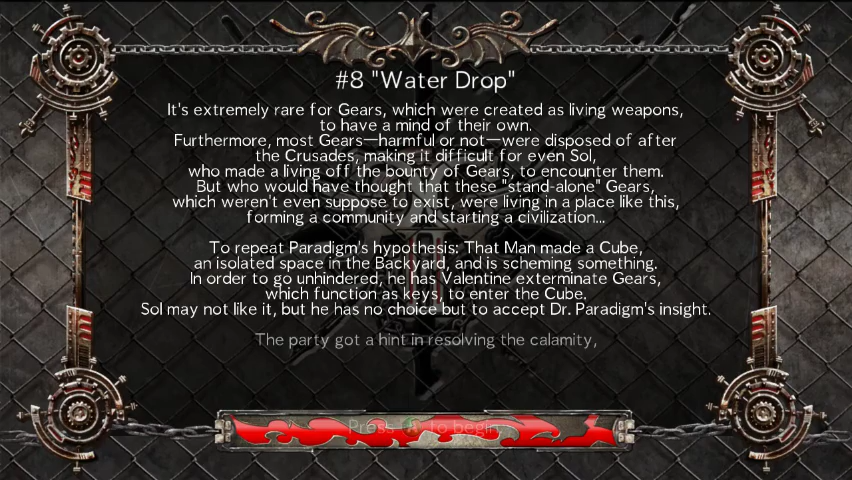 #8 "Water Drop"
It's extremely rare for Gears, which were created as living weapons,
to have a mind of their own.
Furthermore, most Gears—harmful or not—were disposed of after
the Crusades, making it difficult for even Sol,
who made a living off the bounty of Gears, to encounter them.
But who would have thought that these "stand-alone" Gears,
which weren't even suppose to exist, were living in a place like this,
forming a community and starting a civilization...
To repeat Paradigm's hypothesis: That Man made a Cube,
an isolated space in the Backyard, and is scheming something.
In order to go unhindered, he has Valentine exterminate Gears,
which function as keys, to enter the Cube.
Sol may not like it, but he has no choice but to accept Dr. Paradigm's insight.
The party got a hint in resolving the calamity,
Press to begin